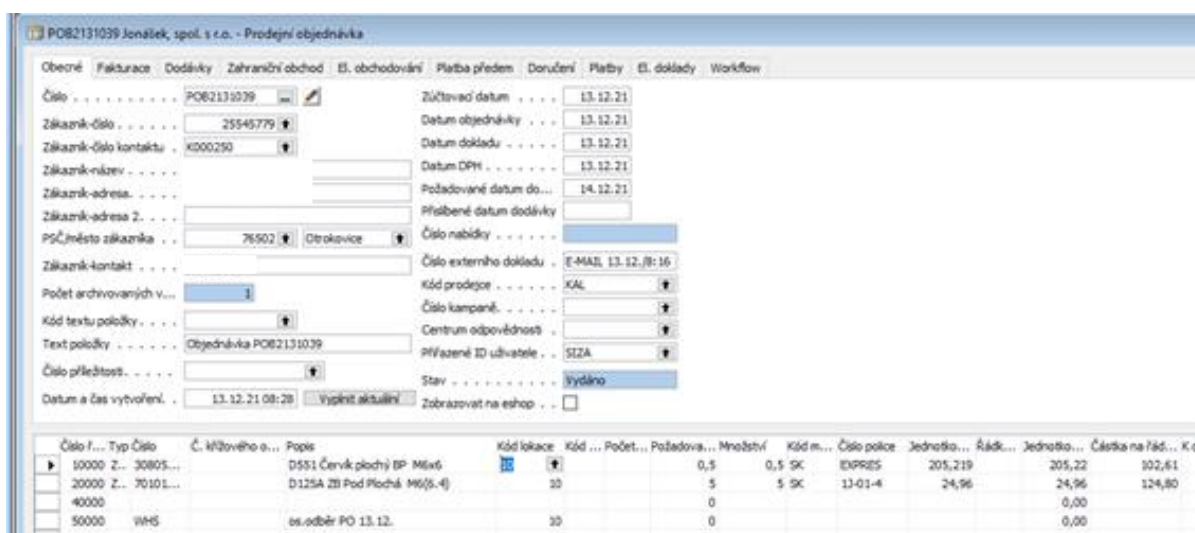 POB2131039 Jonášek, spol. s r.o. - Prodejní objednávka
Obecné Fakturace Dodávky Zahraniční obchod El. obchodování Platba předem Doručení Platby El. doklady Workflow
Číslo . . . . . . . . . . POB2131039 ...
Zákazník-číslo . . . . . . 25545779
Zákazník-číslo kontaktu . K000250
Zákazník-název . . . . .
Zákazník-adresa. . . . .
Zákazník-adresa 2. . . .
PSČ/město zákazníka . . 76502 Otrokovice
Zákazník-kontakt . . . .
Počet archivovaných v... 1
Kód textu položky. . . .
Text položky . . . . . . Objednávka POB2131039
Číslo příležitosti. . . . .
Datum a čas vytvoření. . 13.12.21 08:28 Vyplnit aktuální
Zúčtovací datum . . . . 13.12.21
Datum objednávky . . . 13.12.21
Datum dokladu . . . . . 13.12.21
Datum DPH . . . . . . . 13.12.21
Požadované datum do... 14.12.21
Přislíbené datum dodávky
Číslo nabídky . . . . . .
Číslo externího dokladu . E-MAIL 13.12./8:16
Kód prodejce . . . . . . KAL
Číslo kampaně. . . . . .
Centrum odpovědnosti .
Přiřazené ID uživatele . . SIZA
Stav . . . . . . . . . . Vydáno
Zobrazovat na eshop . .
Číslo ř... Typ Číslo Č. křížového o... Popis Kód lokace Kód ... Počet... Požadova... Množství Kód m... Číslo police Jednotko... Řádk... Jednotko... Částka na řád...
10000 Z.. 30805... D551 Červík plochý BP M6x6 10 0,5 0,5 SK EXPRES 205,219 205,22 102,61
20000 Z.. 70101... D125A ZB Pod Plochá M6(6.4) 10 5 5 SK 1J-01-4 24,96 24,96 124,80
40000 0 0,00
50000 WHS os.odběr PO 13.12. 10 0 0,00